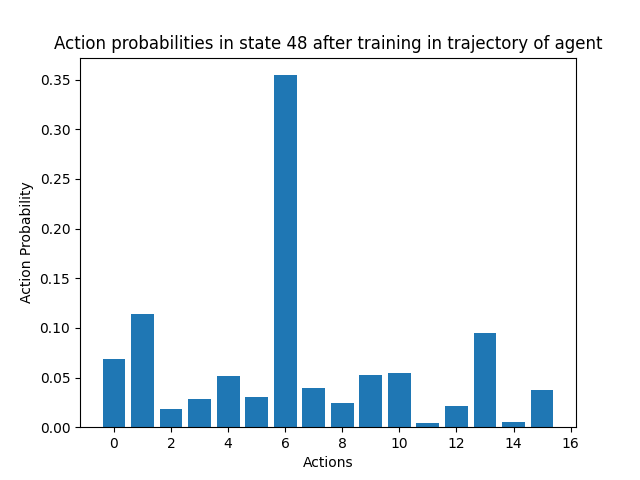 Action probabilities in state 48 after training in trajectory of agent
0.35
0.30
0.25
0.20
0.15
0.10
0.05
0.00
Action Probability
0 2 4 6 8 10 12 14 16
Actions